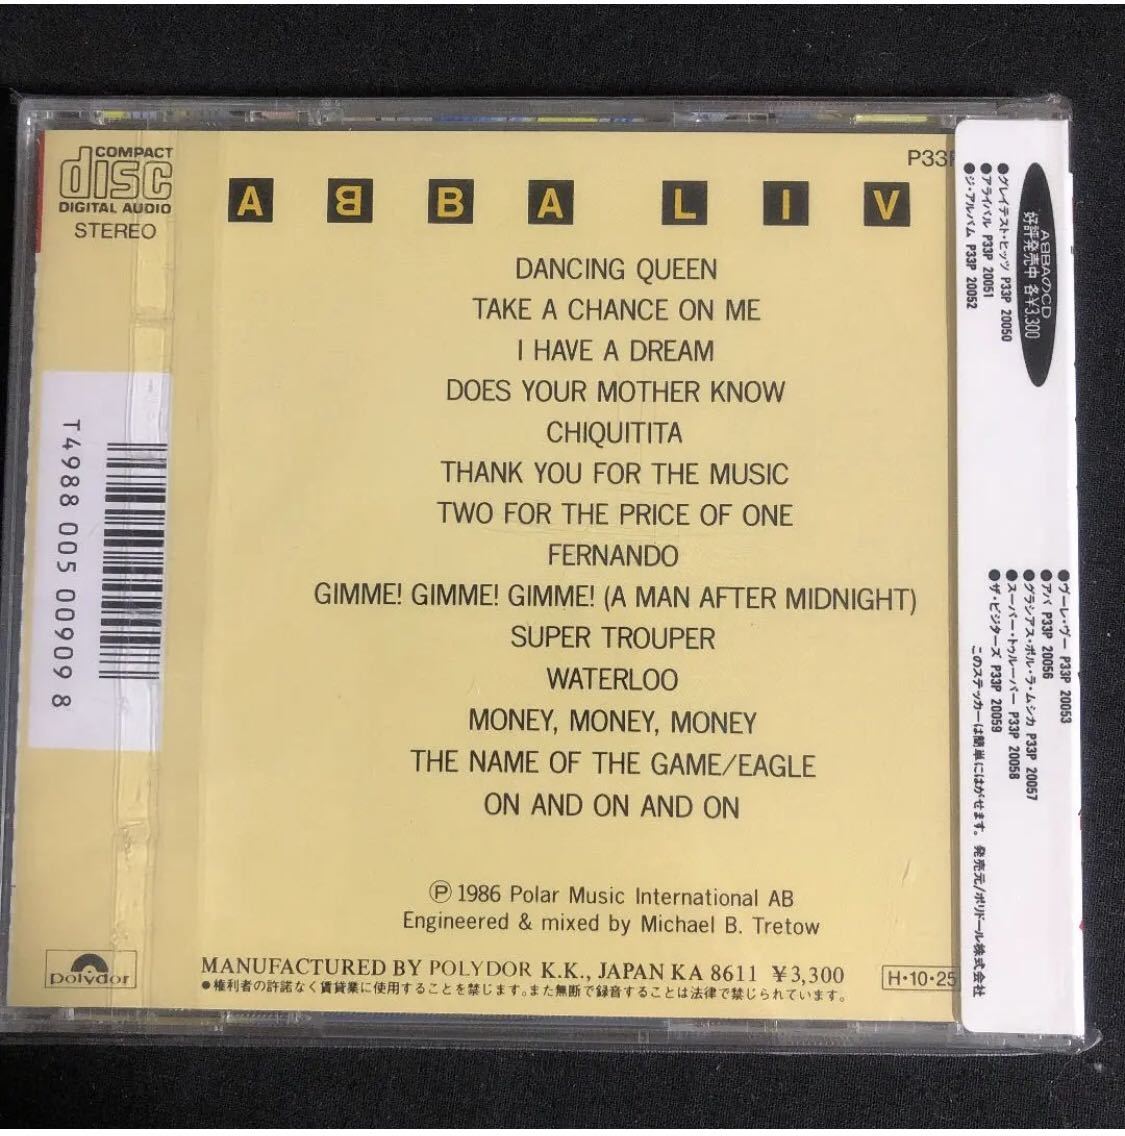 COMPACT
disc
DIGITAL AUDIO
STEREO
P33P
ABBA LIV
DANCING QUEEN
TAKE A CHANCE ON ME
I HAVE A DREAM
DOES YOUR MOTHER KNOW
CHIQUITITA
THANK YOU FOR THE MUSIC
TWO FOR THE PRICE OF ONE
FERNANDO
GIMME! GIMME! GIMME! (A MAN AFTER MIDNIGHT)
SUPER TROUPER
WATERLOO
MONEY, MONEY, MONEY
THE NAME OF THE GAME/EAGLE
ON AND ON AND ON
Ⓟ 1986 Polar Music International AB
Engineered & mixed by Michael B. Tretow
MANUFACTURED BY POLYDOR K.K., JAPAN KA 8611 ¥3,300
●権利者の許諾なく賃貸業に使用することを禁じます。また無断で録音することは法律で禁じられています。
H・10・25
polydor
T4988 005 00909 8
ABBAのCD
好評発売中 各¥3,300
●グレイテスト・ヒッツ P33P 20050
●アライバル P33P 20051
●ジ・アルバム P33P 20052
●ヴーレ・ヴー P33P 20053
●アバ P33P 20056
●グラシアス・ポル・ラ・ムシカ P33P 20057
●スーパー・トゥルーパー P33P 20058
●ザ・ビジターズ P33P 20059
このステッカーは簡単にはがせます。 発売元/ポリドール株式会社